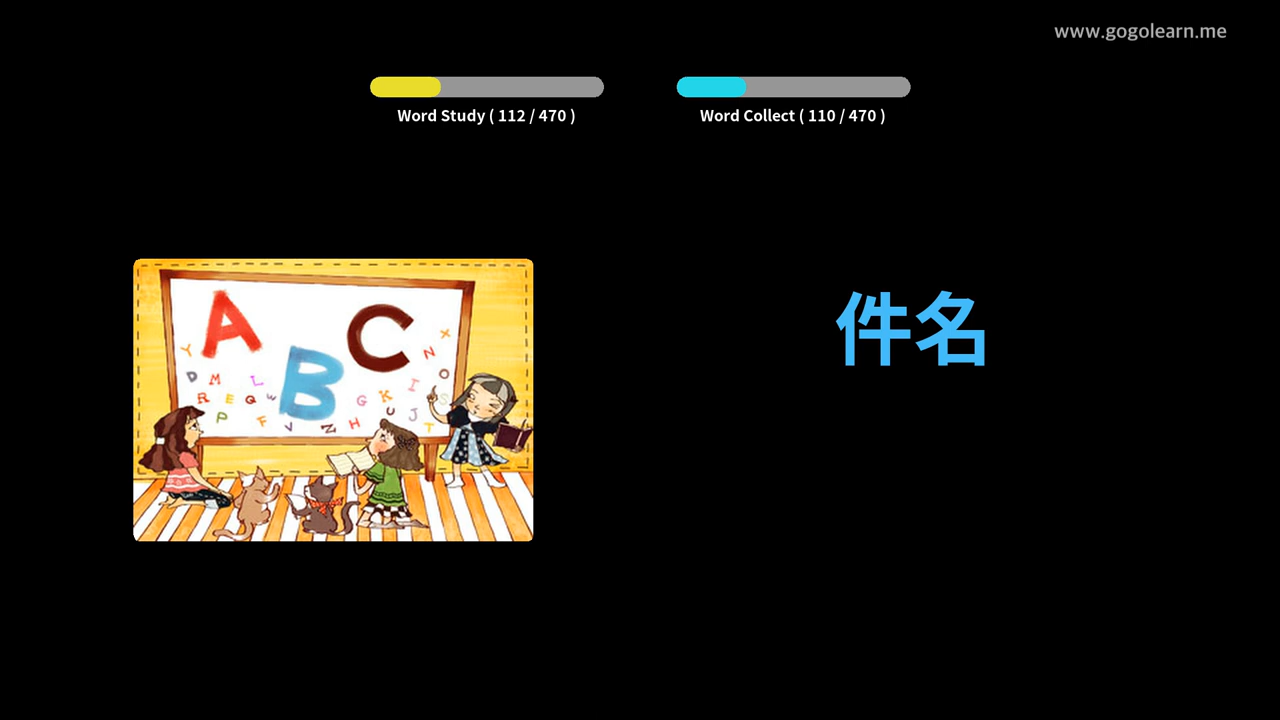 www.gogolearn.me
Word Study ( 112 / 470 )
Word Collect ( 110 / 470 )
件名
A
B
C
Y
X
N
D
M
L
O
R
E
Q
W
I
S
G
K
P
F
V
Z
H
U
J
T